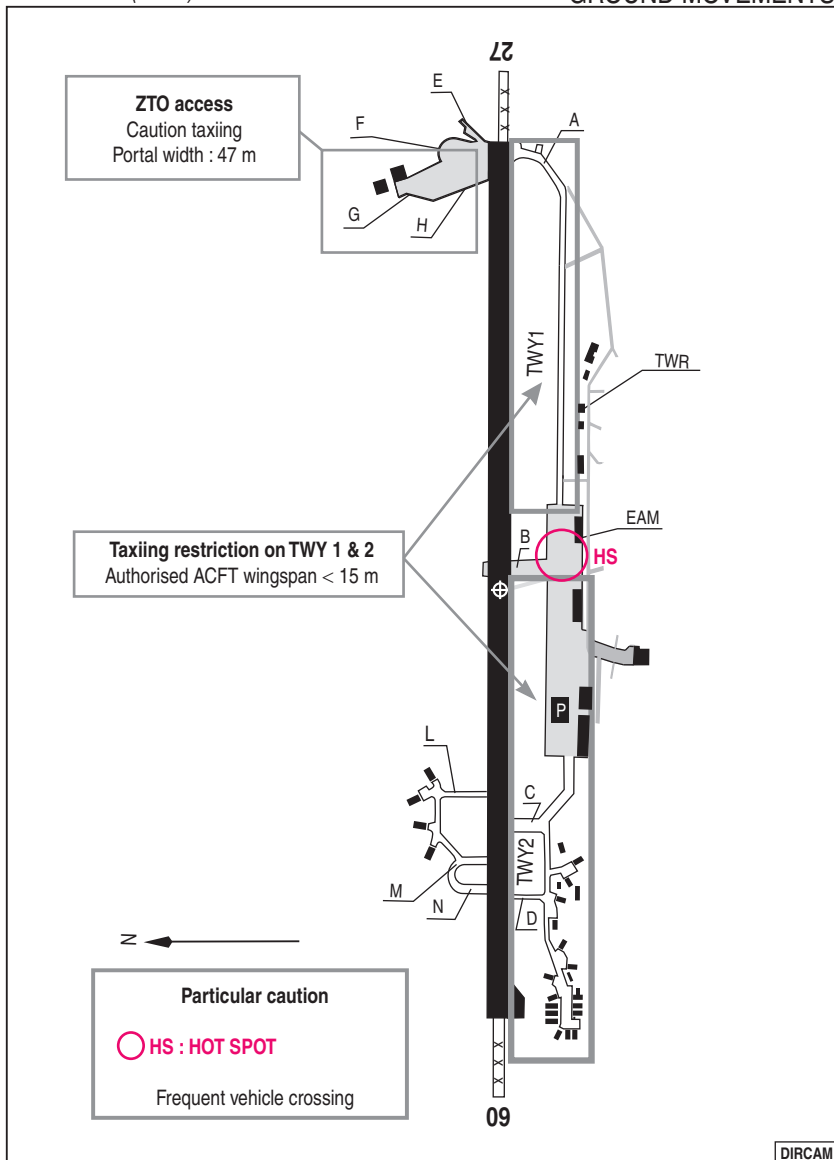 GROUND MOVEMENTS
27
ZTO access
Caution taxiing
Portal width : 47 m
E
F
A
G
H
TWY1
TWR
EAM
Taxiing restriction on TWY 1 & 2
Authorised ACFT wingspan < 15 m
B
HS
P
L
C
TWY2
M
N
D
N
Particular caution
HS : HOT SPOT
Frequent vehicle crossing
09
DIRCAM